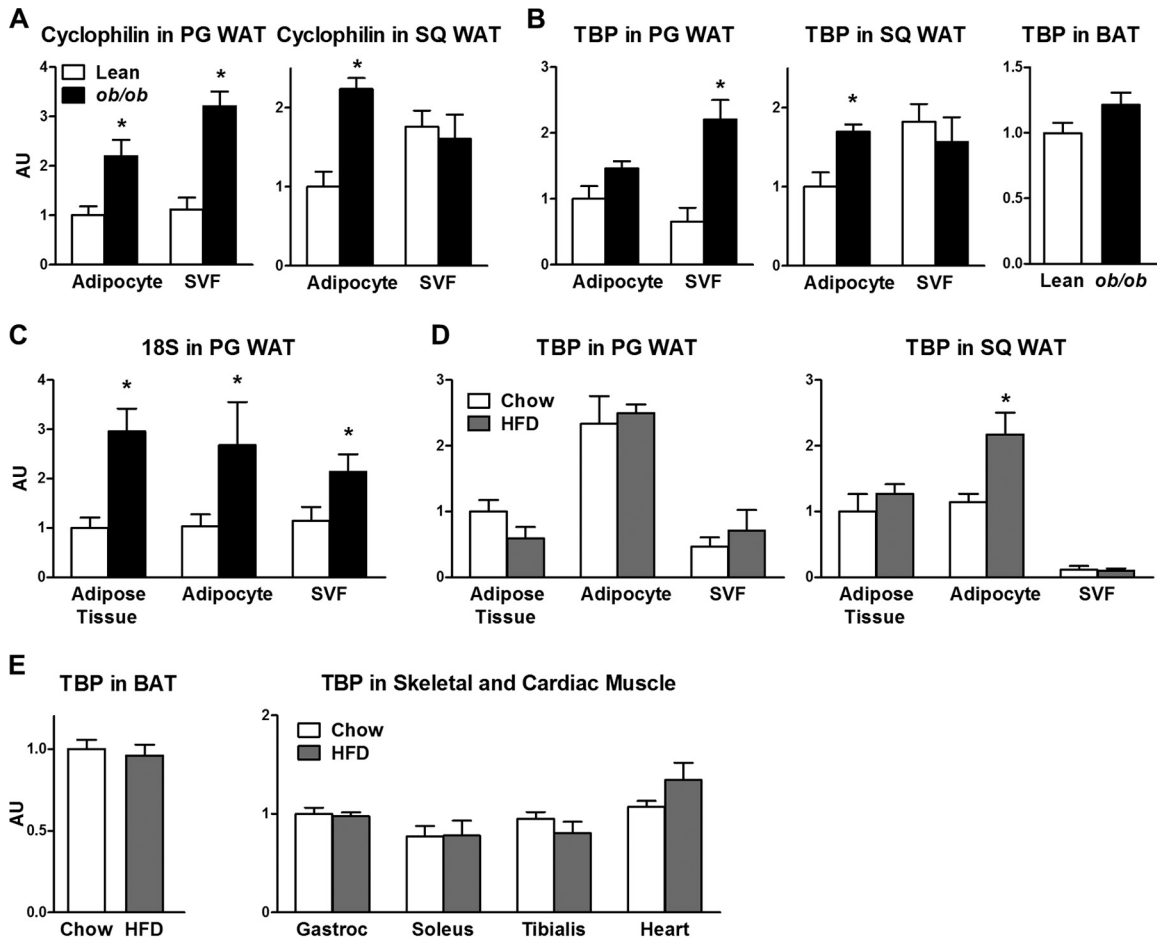 A
Cyclophilin in PG WAT
Cyclophilin in SQ WAT
Lean
ob/ob
AU
4
3
2
1
0
*
*
Adipocyte
SVF
2
1
0
*
Adipocyte
SVF
B
TBP in PG WAT
TBP in SQ WAT
TBP in BAT
3
2
1
0
*
Adipocyte
SVF
2
1
0
*
Adipocyte
SVF
1.5
1.0
0.5
0.0
Lean ob/ob
C
18S in PG WAT
AU
4
3
2
1
0
*
*
*
Adipose
Tissue
Adipocyte
SVF
D
TBP in PG WAT
TBP in SQ WAT
Chow
HFD
3
2
1
0
Adipose
Tissue
Adipocyte
SVF
3
2
1
0
*
Adipose
Tissue
Adipocyte
SVF
E
TBP in BAT
TBP in Skeletal and Cardiac Muscle
AU
1.0
0.5
0.0
Chow HFD
Chow
HFD
2
1
0
Gastroc
Soleus
Tibialis
Heart